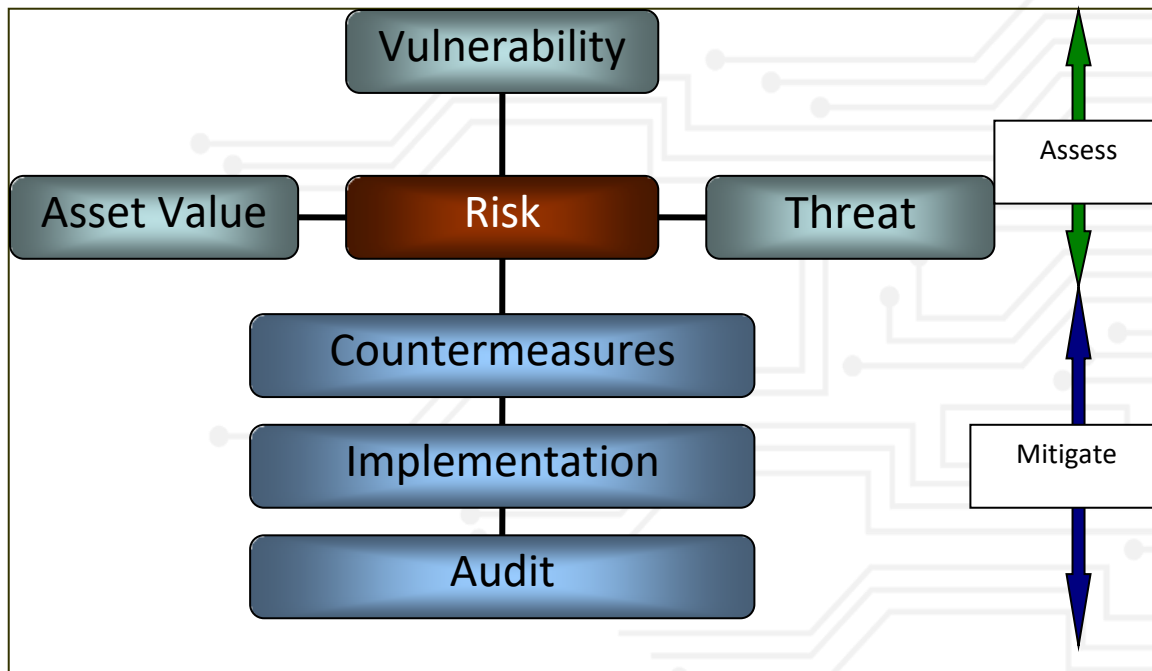 Vulnerability
Assess
Asset Value
Risk
Threat
Countermeasures
Implementation
Mitigate
Audit